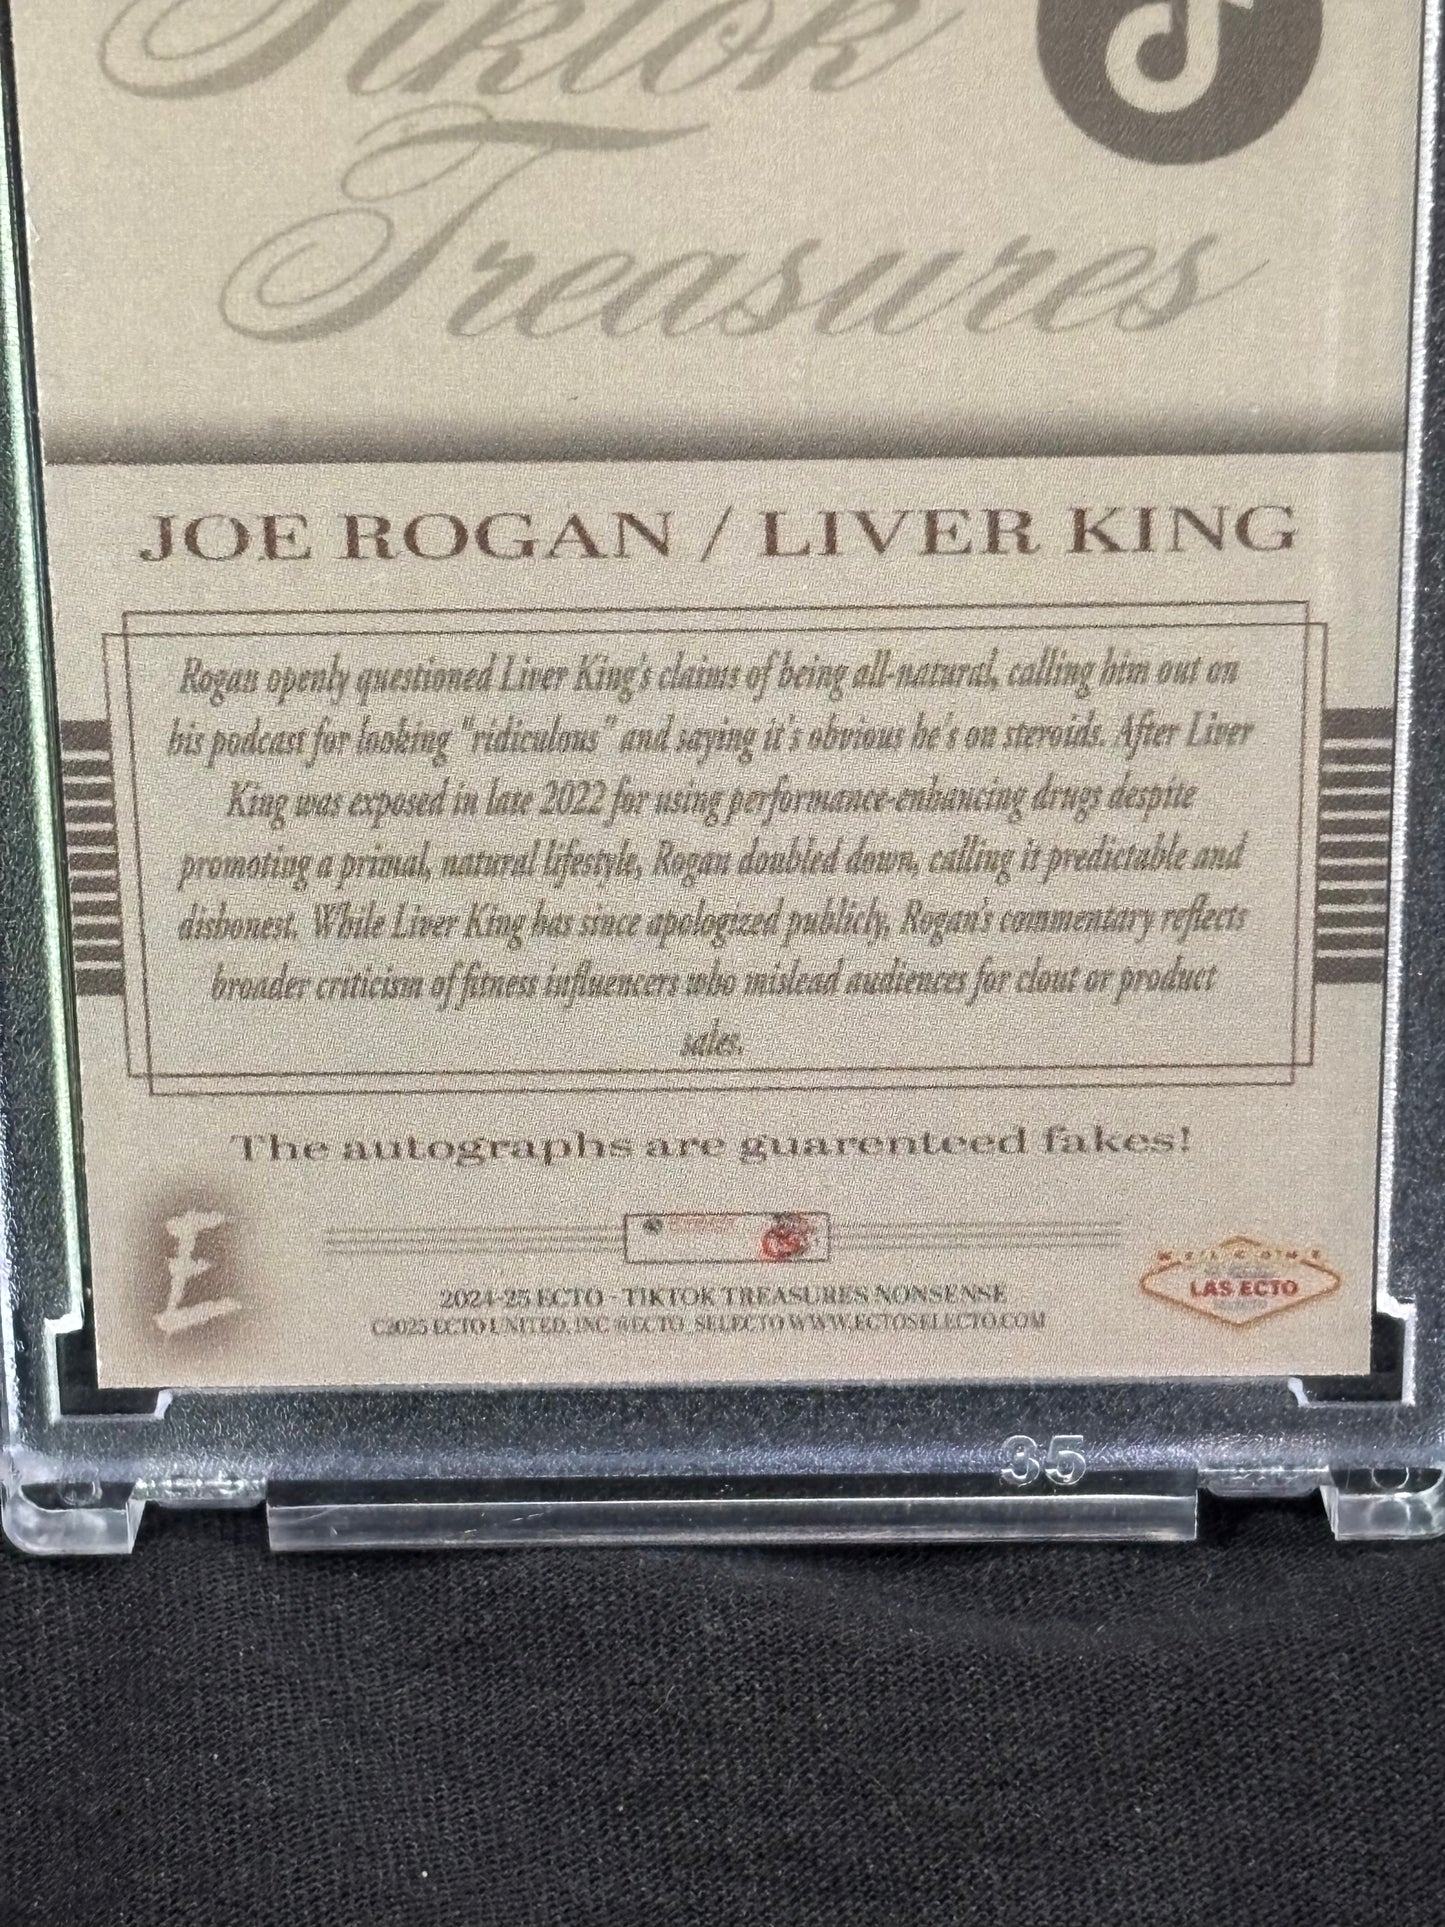 Tiktok
Treasures
JOE ROGAN / LIVER KING
Rogan openly questioned Liver King's claims of being all-natural, calling him out on
his podcast for looking "ridiculous" and saying it's obvious he's on steroids. After Liver
King was exposed in late 2022 for using performance-enhancing drugs despite
promoting a primal, natural lifestyle, Rogan doubled down, calling it predictable and
dishonest. While Liver King has since apologized publicly, Rogan's commentary reflects
broader criticism of fitness influencers who mislead audiences for clout or product
sales.
The autographs are guarenteed fakes!
E
WELCOME
LAS ECTO
2024-25 ECTO - TIKTOK TREASURES NONSENSE
©2025 ECTO UNITED, INC @ECTO_SELECTO WWW.ECTOSELECTO.COM
35